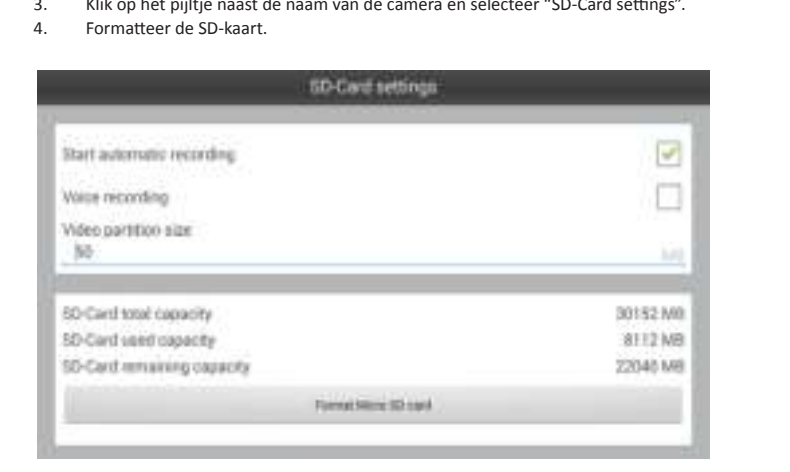 3. Klik op het pijltje naast de naam van de camera en selecteer “SD-Card settings”.
4. Formatteer de SD-kaart.
SD-Card settings
Start automatic recording
Voice recording
Video partition size
50 MB
SD-Card total capacity 30152 MB
SD-Card used capacity 8112 MB
SD-Card remaining capacity 22040 MB
Format Micro SD card